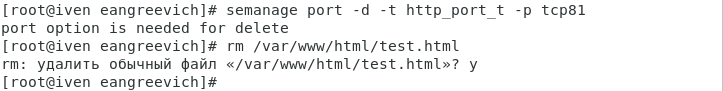 [root@iven eangreevich]# semanage port -d -t http_port_t -p tcp81
port option is needed for delete
[root@iven eangreevich]# rm /var/www/html/test.html
rm: удалить обычный файл «/var/www/html/test.html»? y
[root@iven eangreevich]#